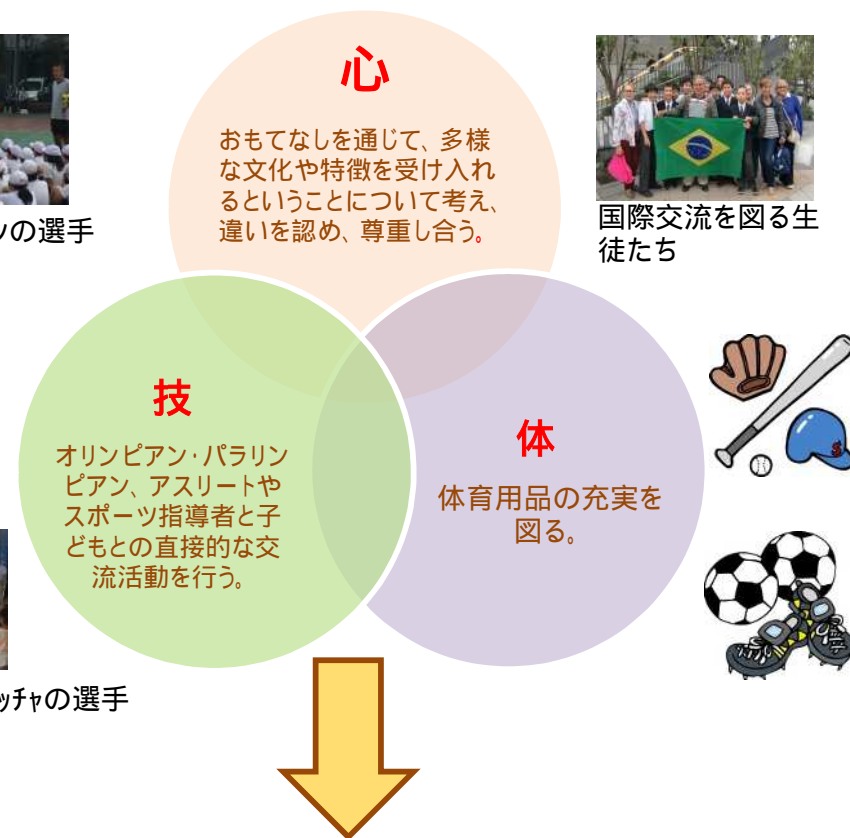 心
おもてなしを通じて、多様
な文化や特徴を受け入れ
るということについて考え、
違いを認め、尊重し合う。
国際交流を図る生
徒たち
ンの選手
技
オリンピアン・パラリン
ピアン、アスリートや
スポーツ指導者と子
どもとの直接的な交
流活動を行う。
体
体育用品の充実を
図る。
ッチャの選手